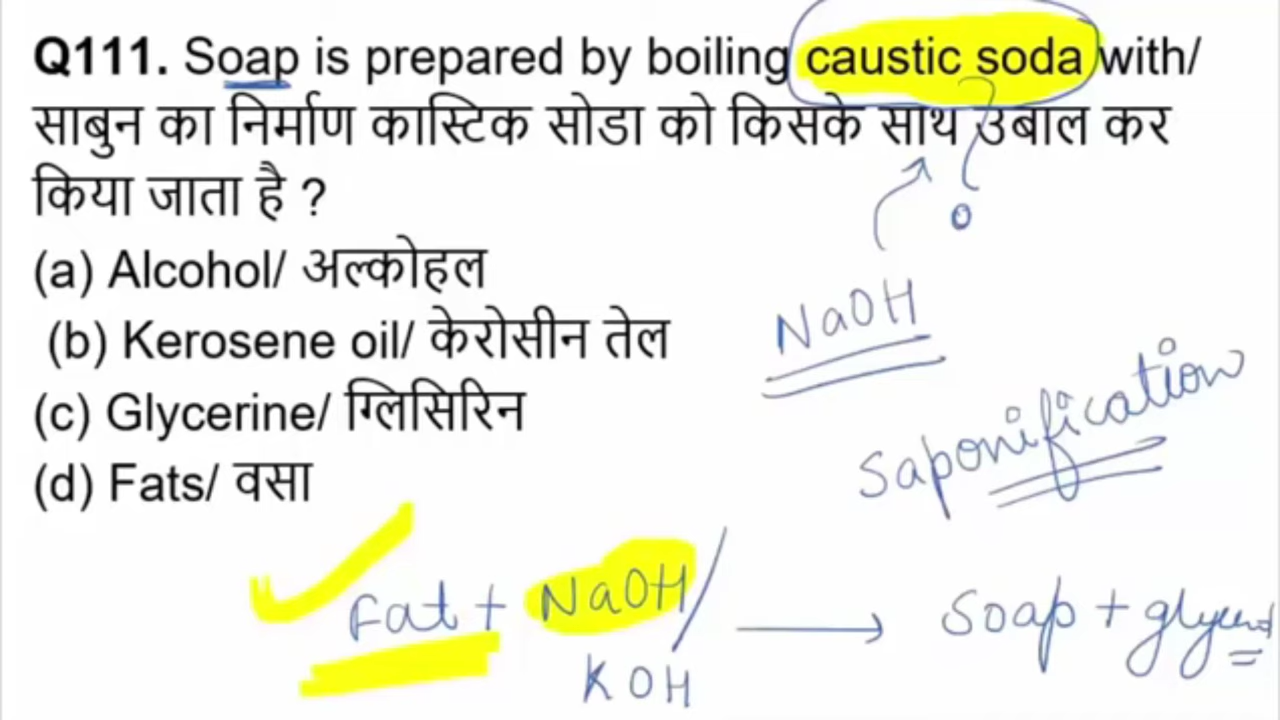 Q111. Soap is prepared by boiling caustic soda with/
साबुन का निर्माण कास्टिक सोडा को किसके साथ उबाल कर
किया जाता है ?
(a) Alcohol/ अल्कोहल
(b) Kerosene oil/ केरोसीन तेल
(c) Glycerine/ ग्लिसिरिन
(d) Fats/ वसा
NaOH
Saponification
Fat + NaOH/ KOH → Soap + glycerol